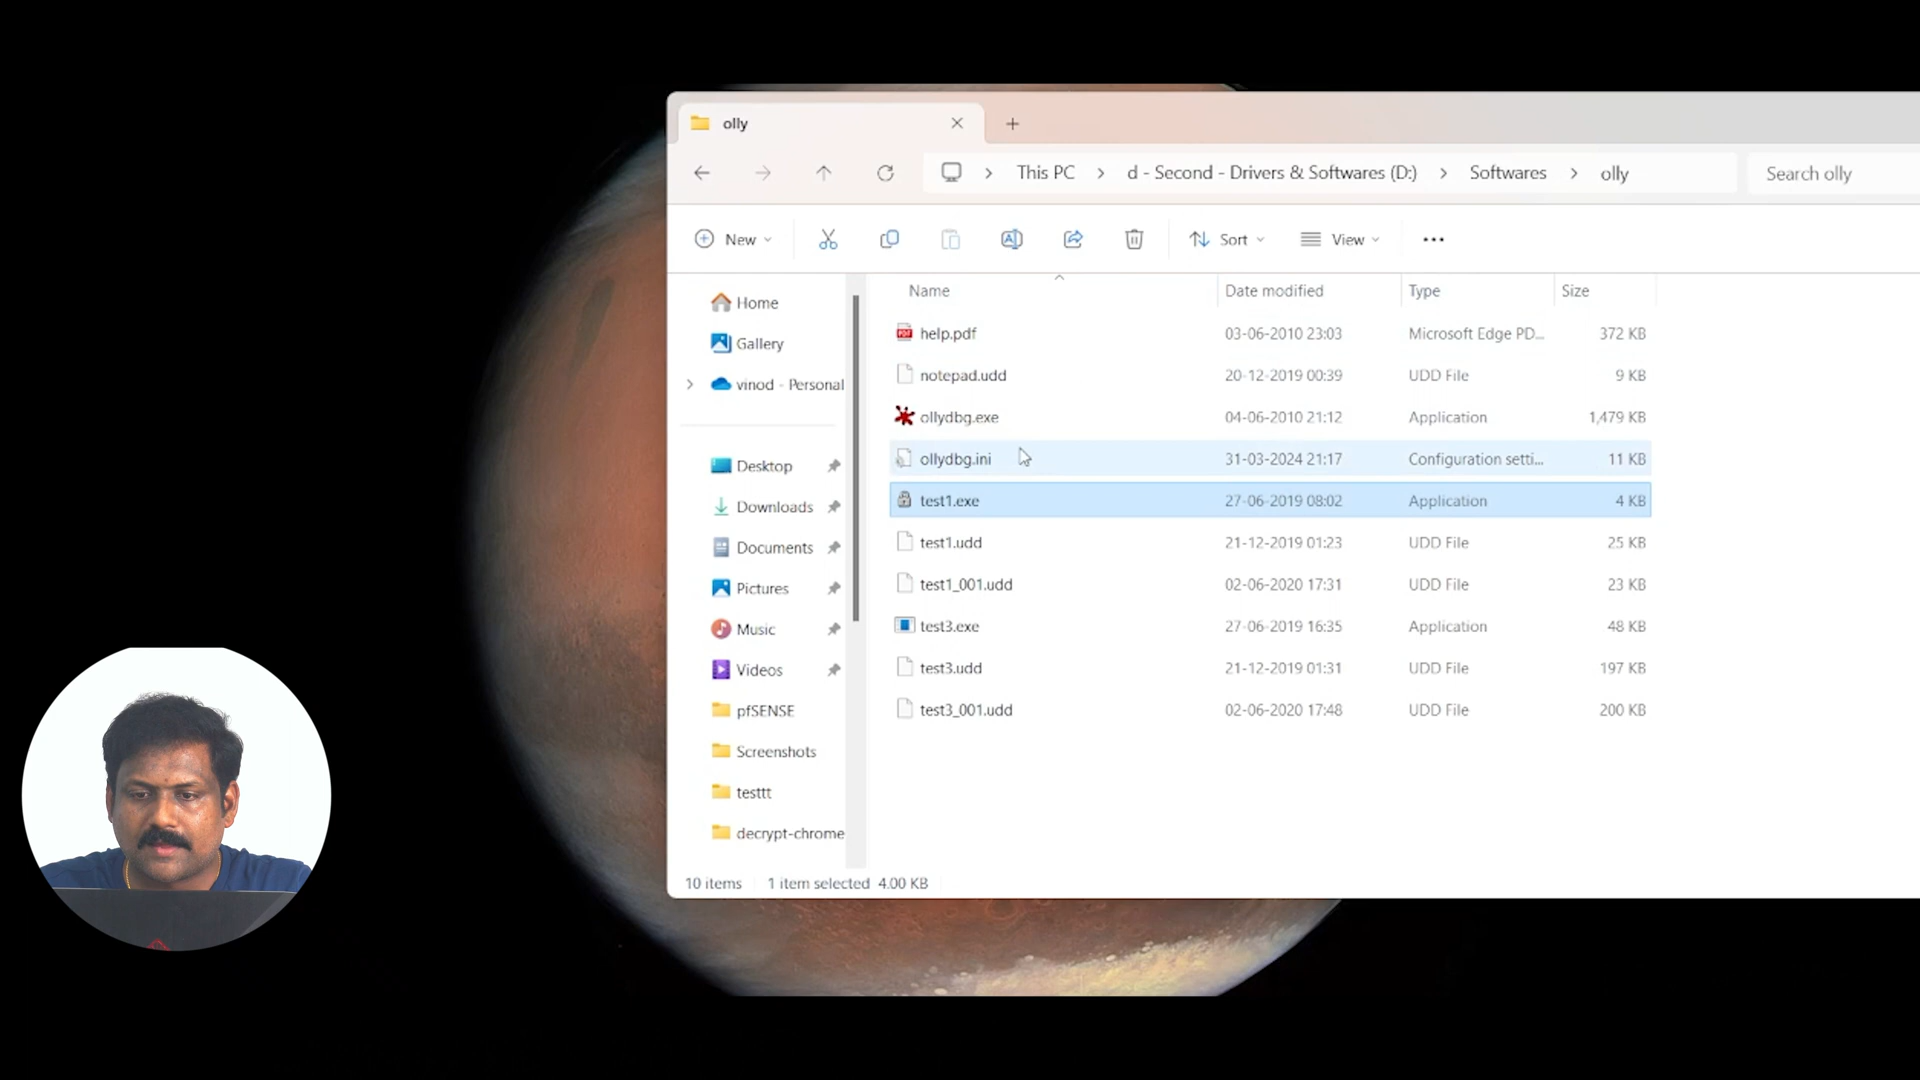 olly
This PC > d - Second - Drivers & Softwares (D:) > Softwares > olly
Search olly
New
Sort
View
Home
Gallery
vinod - Personal
Desktop
Downloads
Documents
Pictures
Music
Videos
pfSENSE
Screenshots
testtt
decrypt-chrome
Name Date modified Type Size
help.pdf 03-06-2010 23:03 Microsoft Edge PD... 372 KB
notepad.udd 20-12-2019 00:39 UDD File 9 KB
ollydbg.exe 04-06-2010 21:12 Application 1,479 KB
ollydbg.ini 31-03-2024 21:17 Configuration setti... 11 KB
test1.exe 27-06-2019 08:02 Application 4 KB
test1.udd 21-12-2019 01:23 UDD File 25 KB
test1_001.udd 02-06-2020 17:31 UDD File 23 KB
test3.exe 27-06-2019 16:35 Application 48 KB
test3.udd 21-12-2019 01:31 UDD File 197 KB
test3_001.udd 02-06-2020 17:48 UDD File 200 KB
10 items 1 item selected 4.00 KB